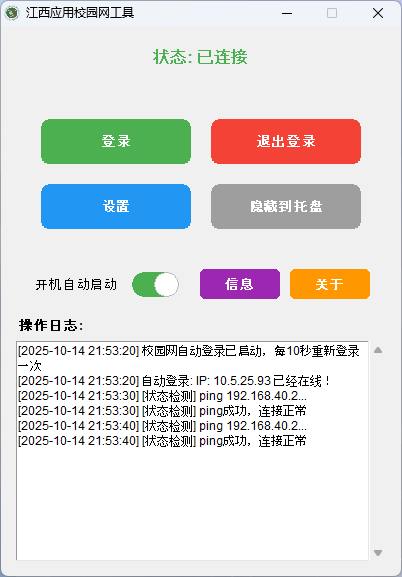 江西应用校园网工具
状态: 已连接
登录 退出登录
设置 隐藏到托盘
开机自动启动 信息 关于
操作日志:
[2025-10-14 21:53:20] 校园网自动登录已启动，每10秒重新登录
一次
[2025-10-14 21:53:20] 自动登录: IP: 10.5.25.93 已经在线！
[2025-10-14 21:53:30] [状态检测] ping 192.168.40.2...
[2025-10-14 21:53:30] [状态检测] ping成功，连接正常
[2025-10-14 21:53:40] [状态检测] ping 192.168.40.2...
[2025-10-14 21:53:40] [状态检测] ping成功，连接正常